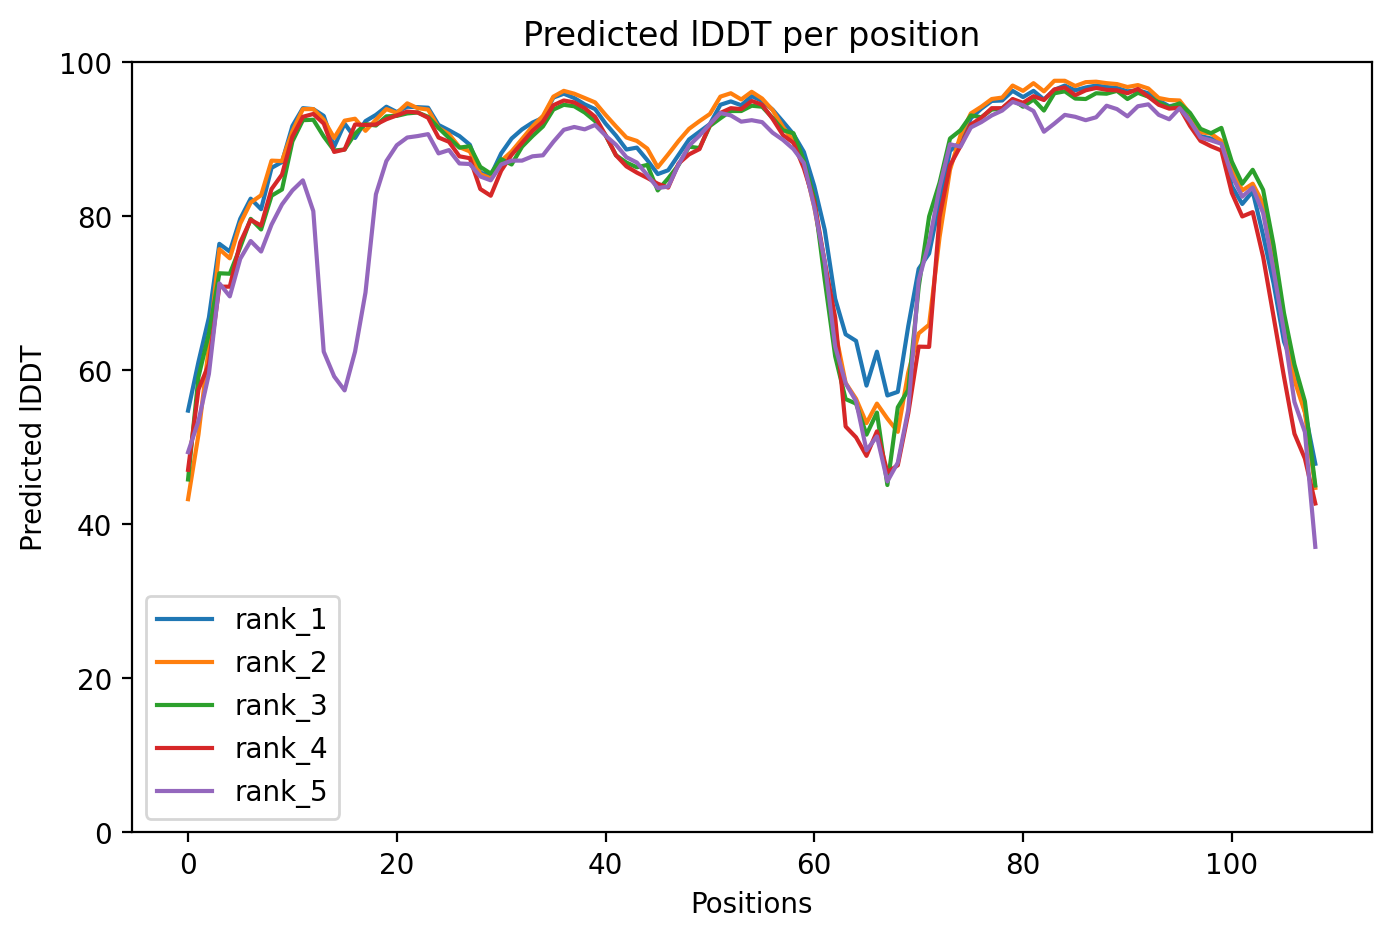 Predicted lDDT per position
100
80
60
40
20
0
Predicted lDDT
rank_1
rank_2
rank_3
rank_4
rank_5
0 20 40 60 80 100
Positions